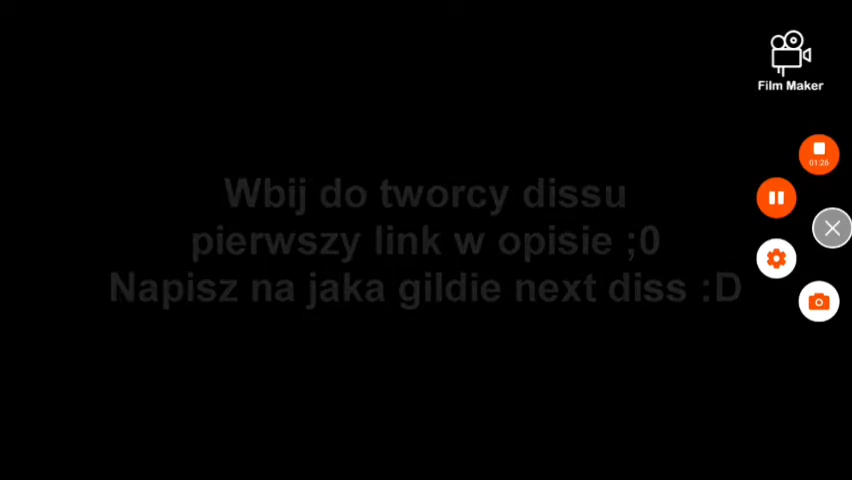 Film Maker
01:26
Wbij do tworcy dissu
pierwszy link w opisie ;0
Napisz na jaka gildie next diss :D